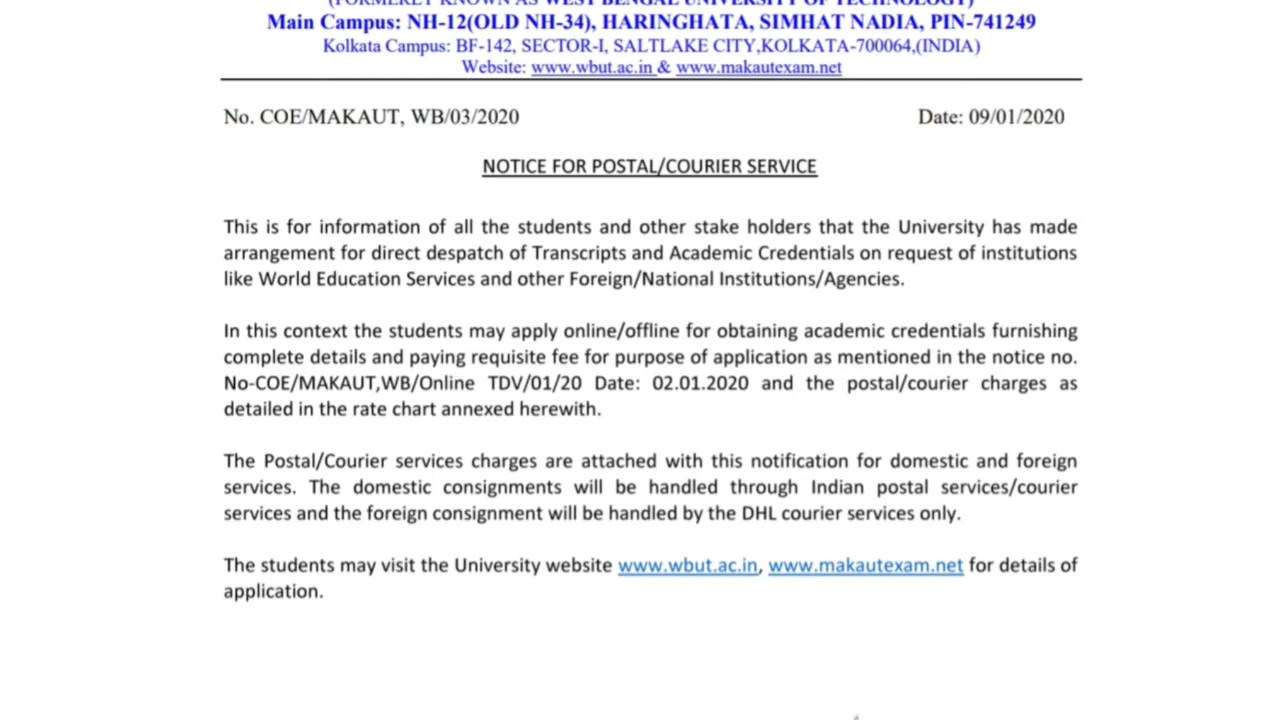 (FORMERLY KNOWN AS WEST BENGAL UNIVERSITY OF TECHNOLOGY)
Main Campus: NH-12(OLD NH-34), HARINGHATA, SIMHAT NADIA, PIN-741249
Kolkata Campus: BF-142, SECTOR-I, SALTLAKE CITY,KOLKATA-700064,(INDIA)
Website: www.wbut.ac.in & www.makautexam.net
No. COE/MAKAUT, WB/03/2020 Date: 09/01/2020
NOTICE FOR POSTAL/COURIER SERVICE
This is for information of all the students and other stake holders that the University has made
arrangement for direct despatch of Transcripts and Academic Credentials on request of institutions
like World Education Services and other Foreign/National Institutions/Agencies.
In this context the students may apply online/offline for obtaining academic credentials furnishing
complete details and paying requisite fee for purpose of application as mentioned in the notice no.
No-COE/MAKAUT,WB/Online TDV/01/20 Date: 02.01.2020 and the postal/courier charges as
detailed in the rate chart annexed herewith.
The Postal/Courier services charges are attached with this notification for domestic and foreign
services. The domestic consignments will be handled through Indian postal services/courier
services and the foreign consignment will be handled by the DHL courier services only.
The students may visit the University website www.wbut.ac.in, www.makautexam.net for details of
application.